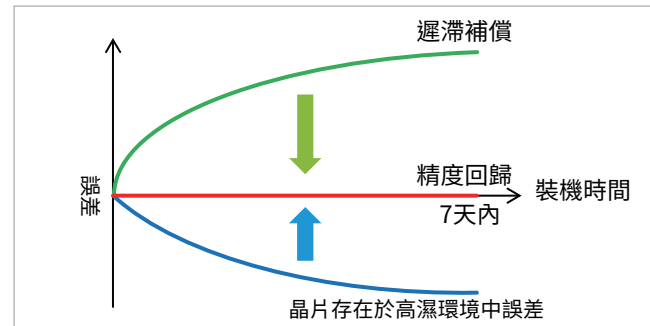 遲滯補償
誤差
精度回歸
裝機時間
7天內
晶片存在於高濕環境中誤差